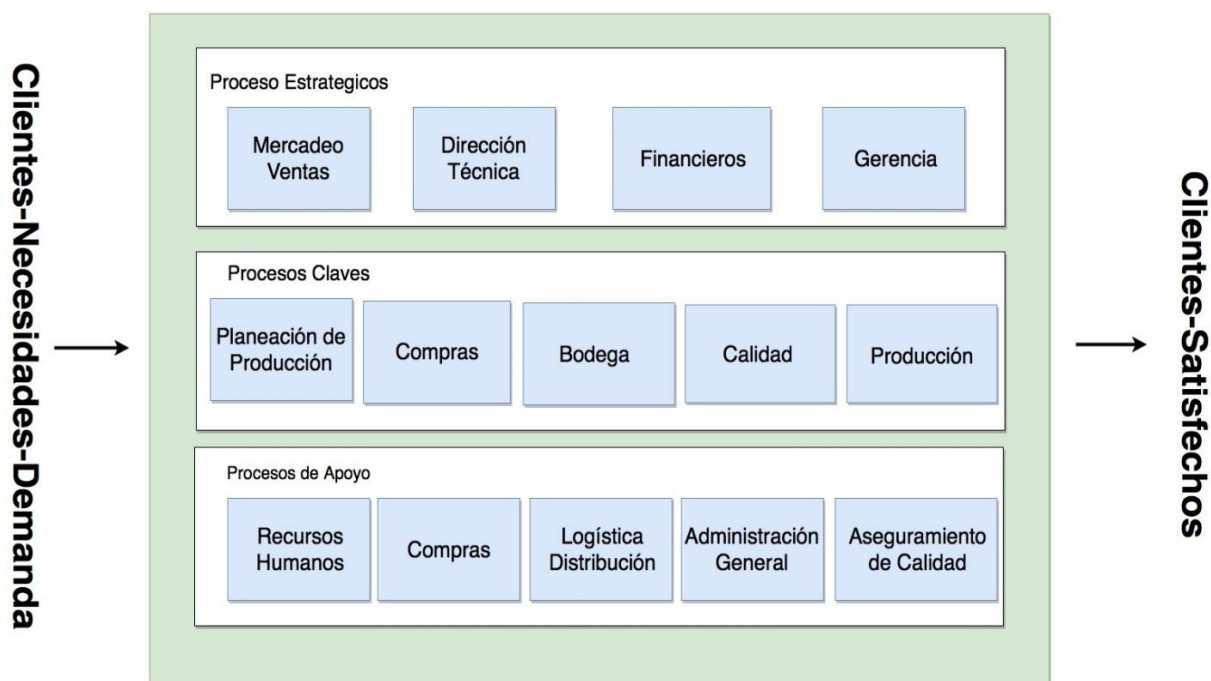 Clientes-Necesidades-Demanda
Proceso Estrategicos
Mercadeo
Ventas
Dirección
Técnica
Financieros
Gerencia
Procesos Claves
Planeación de
Producción
Compras
Bodega
Calidad
Producción
Procesos de Apoyo
Recursos
Humanos
Compras
Logística
Distribución
Administración
General
Aseguramiento
de Calidad
Clientes-Satisfechos